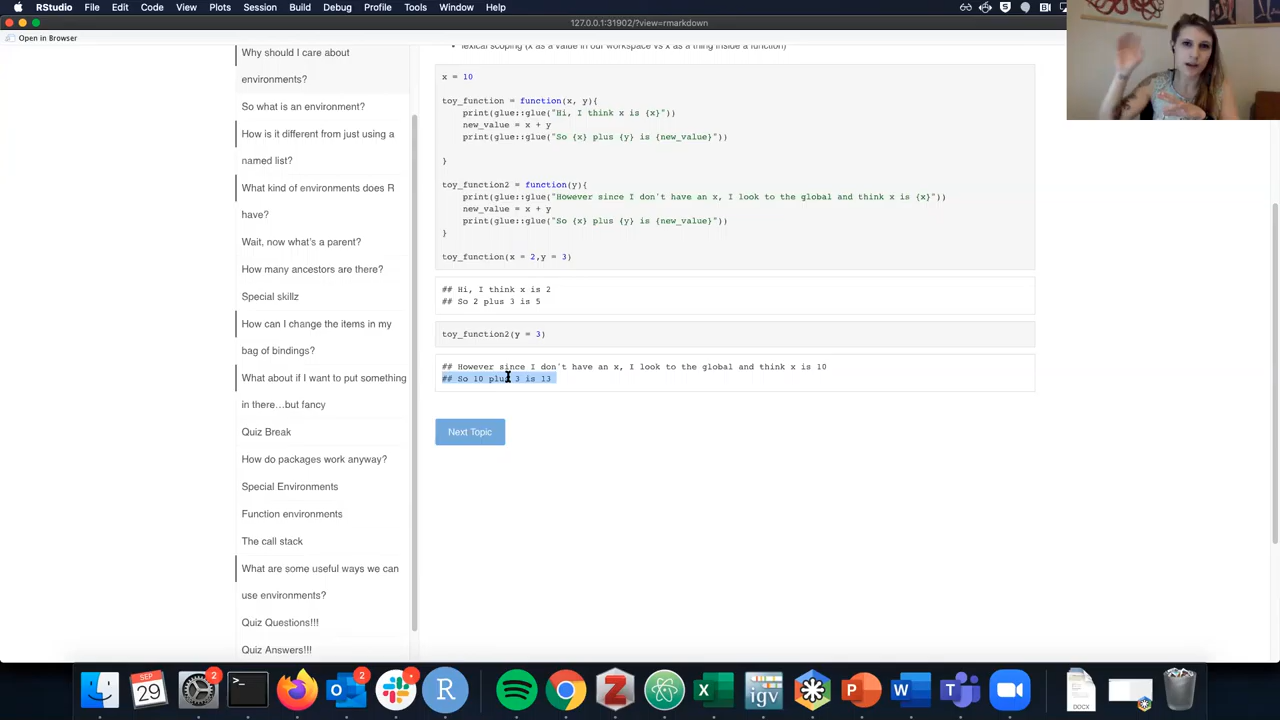 RStudio File Edit Code View Plots Session Build Debug Profile Tools Window Help
127.0.0.1:31902/?view=rmarkdown
Open in Browser
Why should I care about
environments?
So what is an environment?
How is it different from just using a
named list?
What kind of environments does R
have?
Wait, now what's a parent?
How many ancestors are there?
Special skillz
How can I change the items in my
bag of bindings?
What about if I want to put something
in there…but fancy
Quiz Break
How do packages work anyway?
Special Environments
Function environments
The call stack
What are some useful ways we can
use environments?
Quiz Questions!!!
Quiz Answers!!!
lexical scoping (x as a value in our workspace vs x as a thing inside a function)
x = 10
toy_function = function(x, y){
print(glue::glue("Hi, I think x is {x}"))
new_value = x + y
print(glue::glue("So {x} plus {y} is {new_value}"))
}
toy_function2 = function(y){
print(glue::glue("However since I don't have an x, I look to the global and think x is {x}"))
new_value = x + y
print(glue::glue("So {x} plus {y} is {new_value}"))
}
toy_function(x = 2,y = 3)
## Hi, I think x is 2
## So 2 plus 3 is 5
toy_function2(y = 3)
## However since I don't have an x, I look to the global and think x is 10
## So 10 plus 3 is 13
Next Topic
SEP
29
2
>_
2
R
Z
X
igv
P
W
T
DOCX